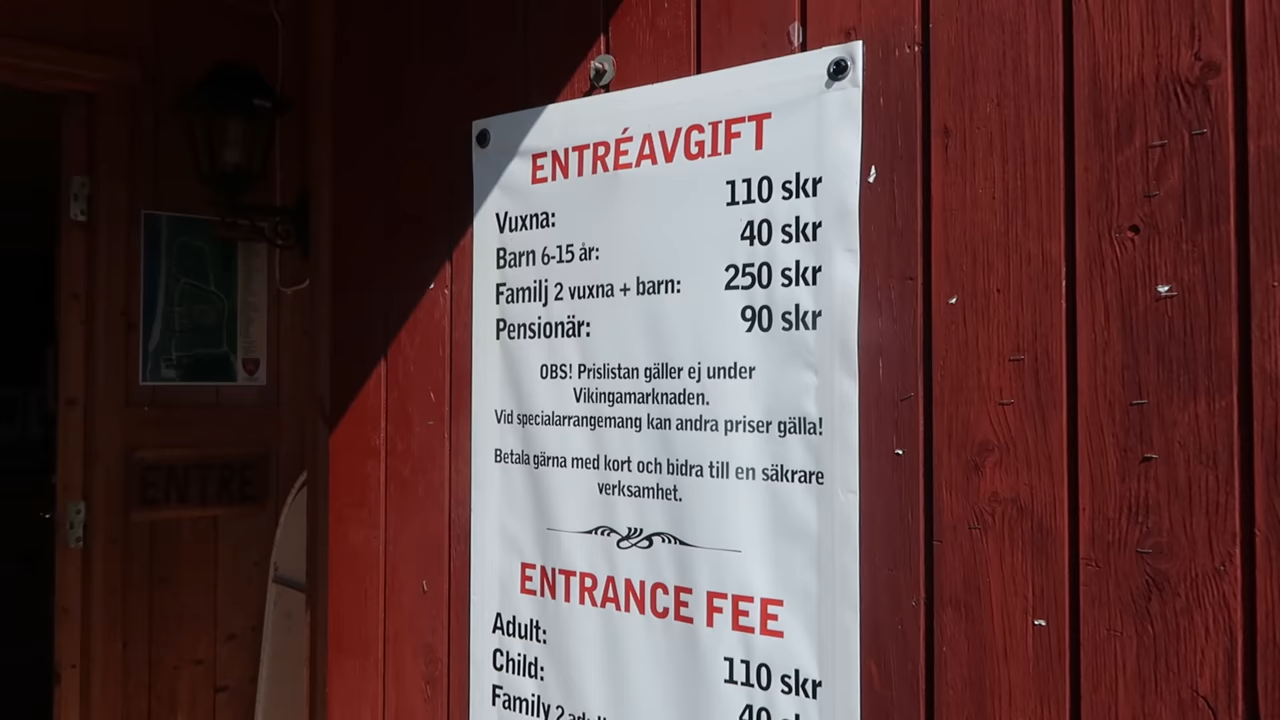 ENTRÉAVGIFT
Vuxna: 110 skr
Barn 6-15 år: 40 skr
Familj 2 vuxna + barn: 250 skr
Pensionär: 90 skr
OBS! Prislistan gäller ej under
Vikingamarknaden.
Vid specialarrangemang kan andra priser gälla!
Betala gärna med kort och bidra till en säkrare
verksamhet.
ENTRANCE FEE
Adult: 110 skr
Child: 40
Family 2
ENTRE